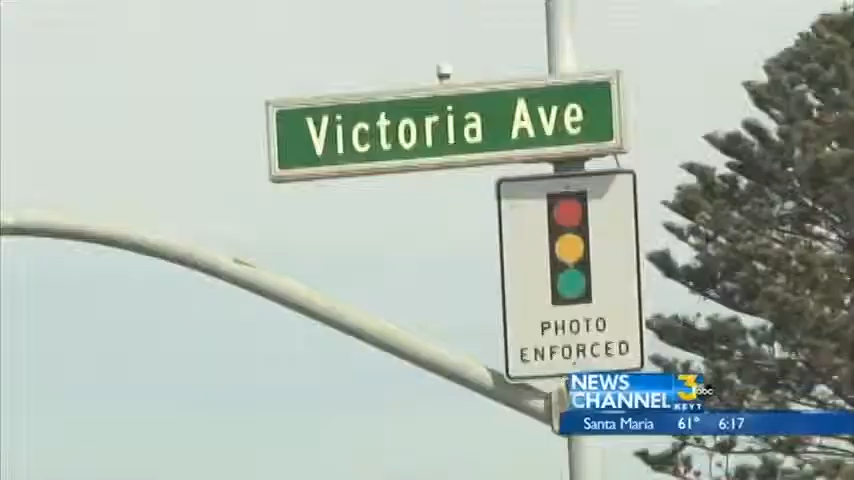 Victoria Ave
PHOTO
ENFORCED
NEWS
CHANNEL 3 abc
KEYT
Santa Maria 61° 6:17